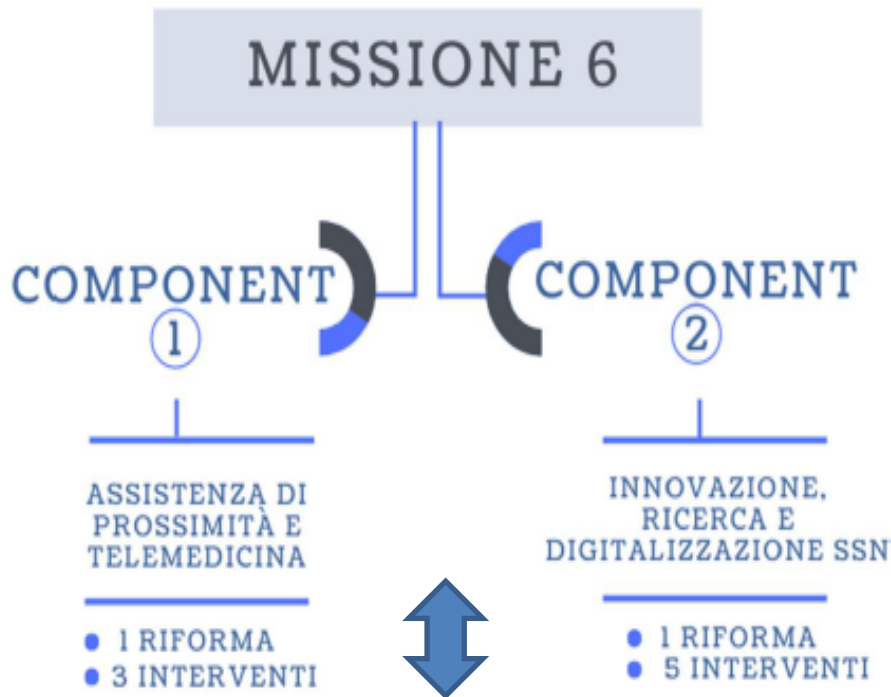 MISSIONE 6
COMPONENT
1
ASSISTENZA DI
PROSSIMITÀ E
TELEMEDICINA
1 RIFORMA
3 INTERVENTI
COMPONENT
2
INNOVAZIONE,
RICERCA E
DIGITALIZZAZIONE SSN
1 RIFORMA
5 INTERVENTI